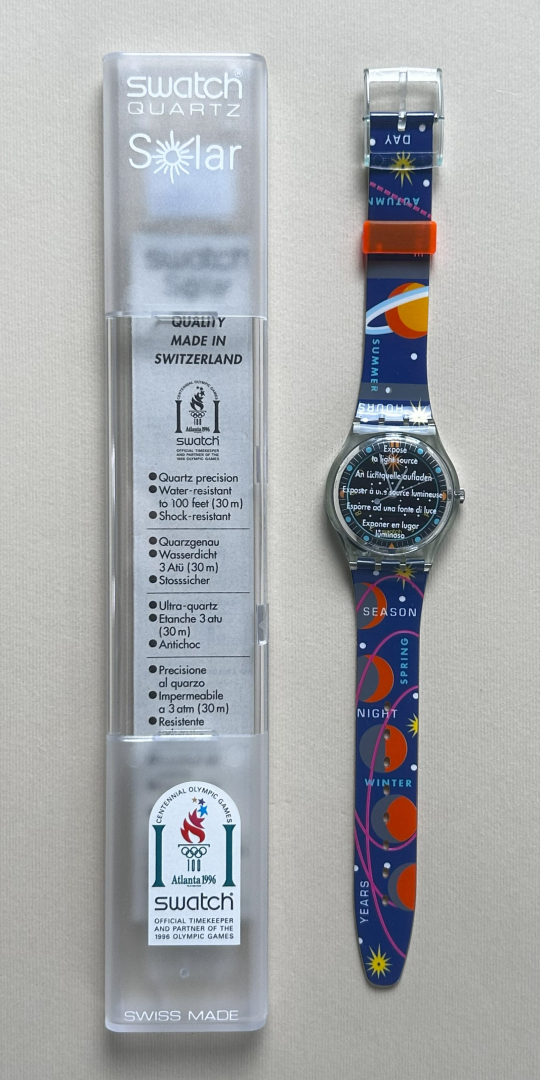 swatch
QUARTZ
Solar
swatch
QUALITY
MADE IN
SWITZERLAND
CENTENNIAL OLYMPIC GAMES
100
Atlanta 1996
swatch
OFFICIAL TIMEKEEPER
AND PARTNER OF THE
1996 OLYMPIC GAMES
●Quartz precision
●Water-resistant
to 100 feet (30 m)
●Shock-resistant
●Quarzgenau
●Wasserdicht
3 Atü (30 m)
●Stosssicher
●Ultra-quartz
●Etanche 3 atu
(30 m)
●Antichoc
●Precisione
al quarzo
●Impermeabile
a 3 atm (30 m)
●Resistente
CENTENNIAL OLYMPIC GAMES
100
Atlanta 1996
swatch
OFFICIAL TIMEKEEPER
AND PARTNER OF THE
1996 OLYMPIC GAMES
SWISS MADE
DAY
AUTUMN
SUMMER
HOURS
Expose
to light source
An Lichtquelle aufladen
Exposer à une source lumineuse
Esporre ad una fonte di luce
Exponer en lugar
luminoso
SEASON
SPRING
NIGHT
WINTER
YEARS